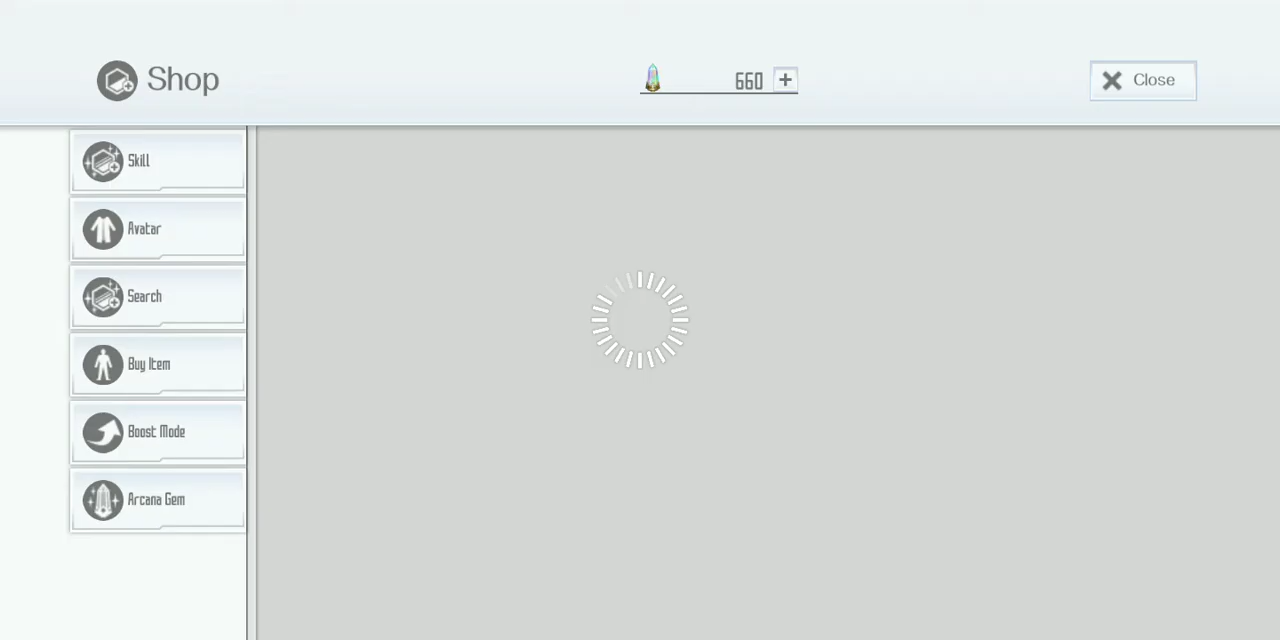 Shop
660
Close
Skill
Avatar
Search
Buy Item
Boost Mode
Arcana Gem